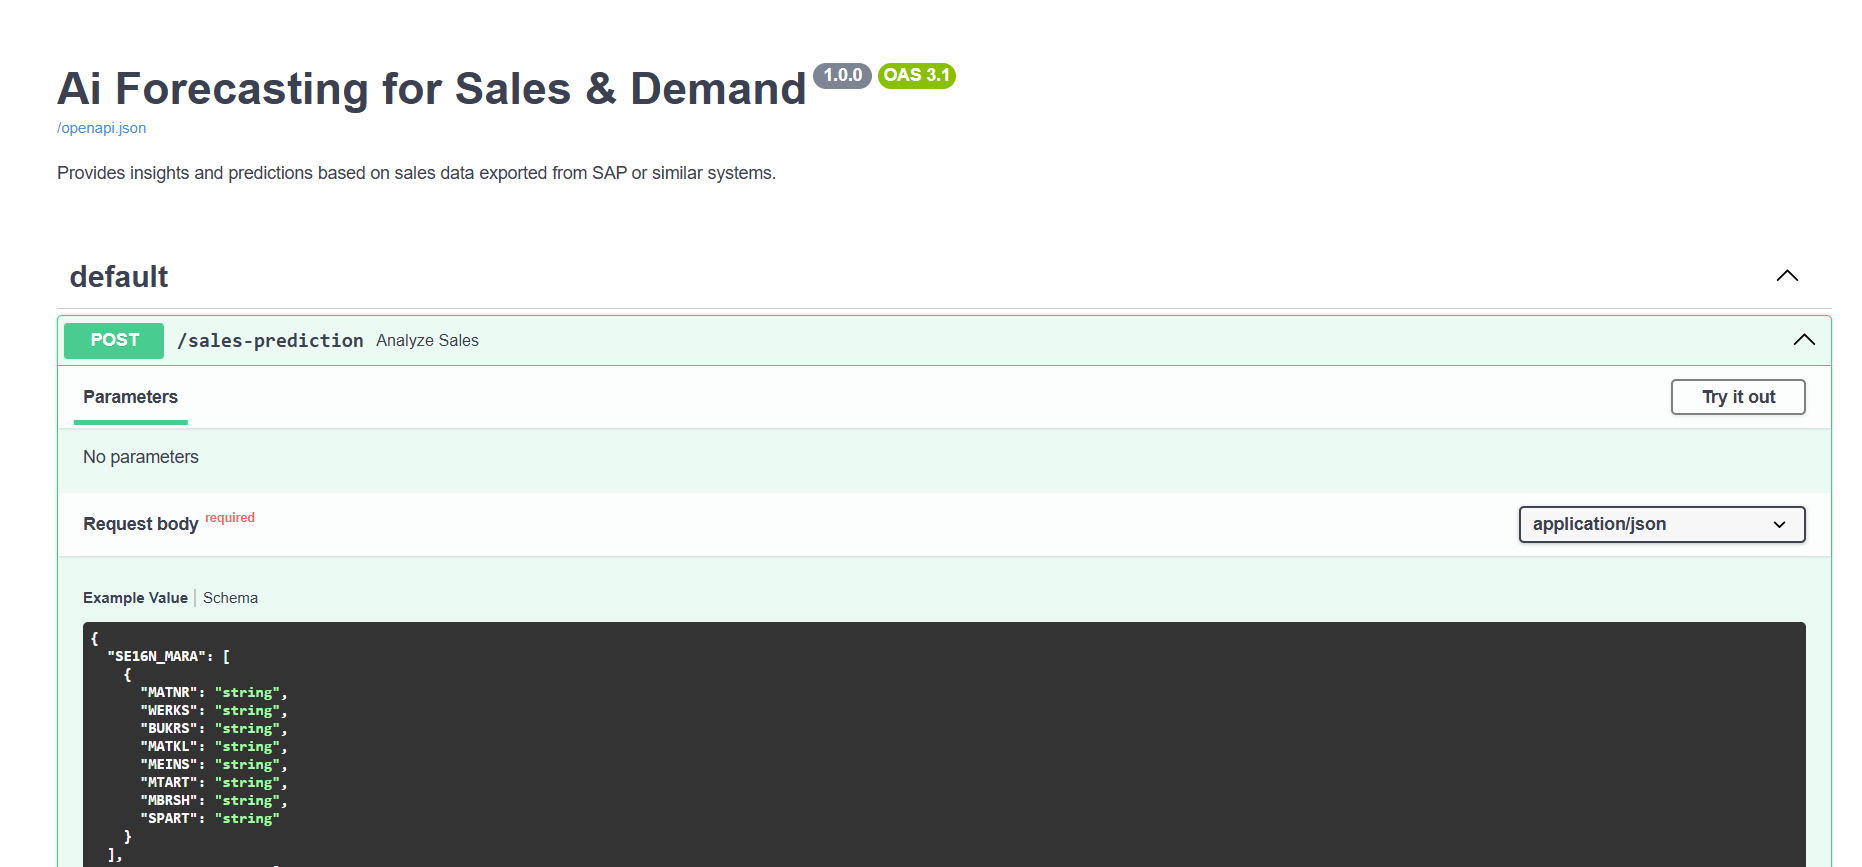 Ai Forecasting for Sales & Demand 1.0.0 OAS 3.1
/openapi.json
Provides insights and predictions based on sales data exported from SAP or similar systems.
default
POST /sales-prediction Analyze Sales
Parameters Try it out
No parameters
Request body required application/json
Example Value | Schema
{
  "SE16N_MARA": [
    {
      "MATNR": "string",
      "WERKS": "string",
      "BUKRS": "string",
      "MATKL": "string",
      "MEINS": "string",
      "MTART": "string",
      "MBRSH": "string",
      "SPART": "string"
    }
  ],